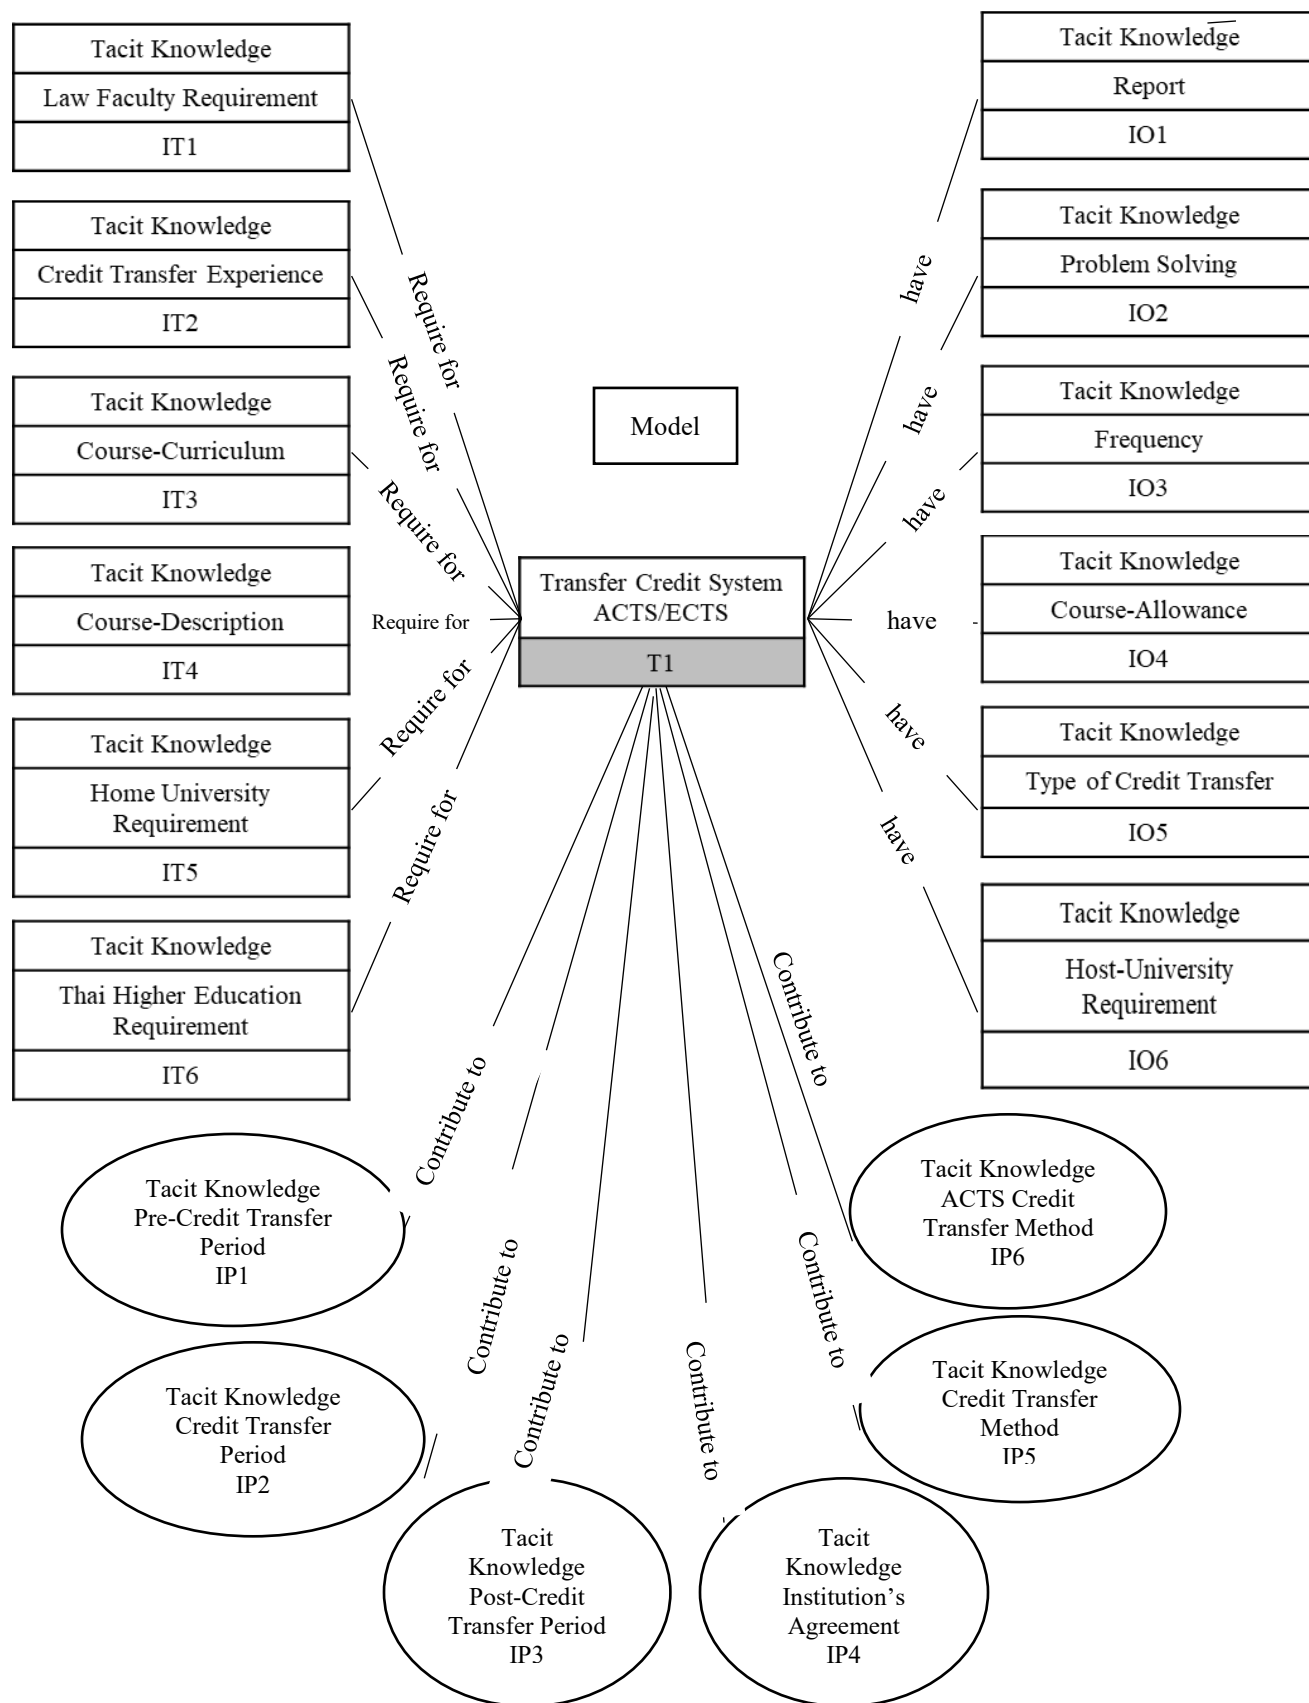 Tacit Knowledge
Law Faculty Requirement
IT1
Tacit Knowledge
Credit Transfer Experience
IT2
Tacit Knowledge
Course-Curriculum
IT3
Tacit Knowledge
Course-Description
IT4
Tacit Knowledge
Home University
Requirement
IT5
Tacit Knowledge
Thai Higher Education
Requirement
IT6
Require for
Require for
Require for
Require for
Require for
Require for
Model
Transfer Credit System
ACTS/ECTS
T1
have
have
have
have
have
have
Tacit Knowledge
Report
IO1
Tacit Knowledge
Problem Solving
IO2
Tacit Knowledge
Frequency
IO3
Tacit Knowledge
Course-Allowance
IO4
Tacit Knowledge
Type of Credit Transfer
IO5
Tacit Knowledge
Host-University
Requirement
IO6
Contribute to
Contribute to
Contribute to
Contribute to
Contribute to
Contribute to
Tacit Knowledge
Pre-Credit Transfer
Period
IP1
Tacit Knowledge
Credit Transfer
Period
IP2
Tacit
Knowledge
Post-Credit
Transfer Period
IP3
Tacit
Knowledge
Institution’s
Agreement
IP4
Tacit Knowledge
Credit Transfer
Method
IP5
Tacit Knowledge
ACTS Credit
Transfer Method
IP6